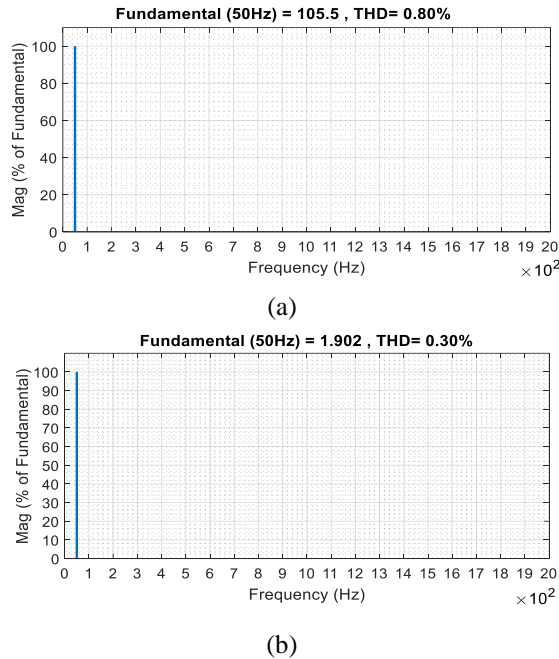 Fundamental (50Hz) = 105.5 , THD= 0.80%
Mag (% of Fundamental)
100
80
60
40
20
0
0 1 2 3 4 5 6 7 8 9 10 11 12 13 14 15 16 17 18 19 20
Frequency (Hz)
×10²
(a)
Fundamental (50Hz) = 1.902 , THD= 0.30%
Mag (% of Fundamental)
100
90
80
70
60
50
40
30
20
10
0
0 1 2 3 4 5 6 7 8 9 10 11 12 13 14 15 16 17 18 19 20
Frequency (Hz)
×10²
(b)